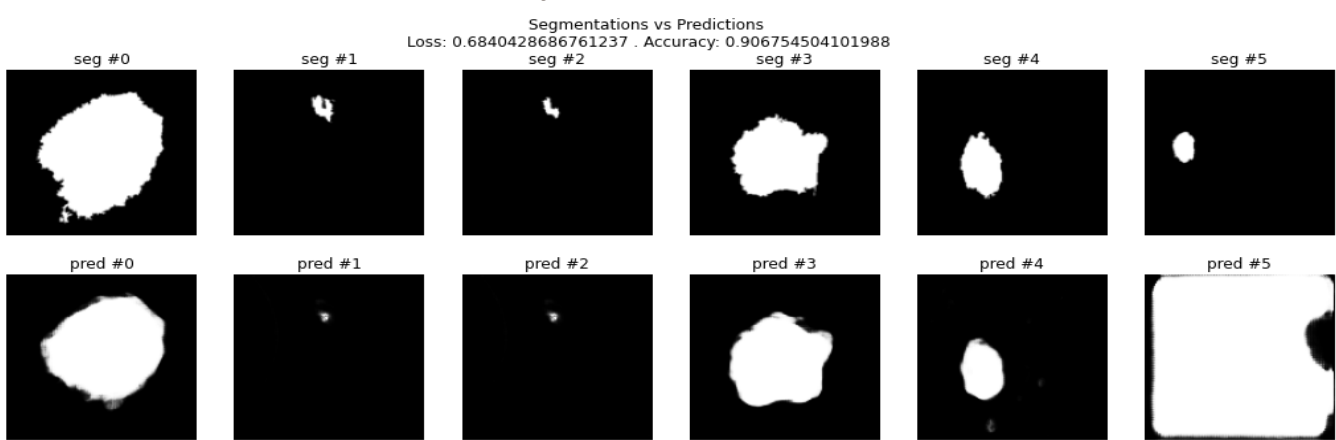 Segmentations vs Predictions
Loss: 0.6840428686761237 . Accuracy: 0.906754504101988
seg #0 seg #1 seg #2 seg #3 seg #4 seg #5
pred #0 pred #1 pred #2 pred #3 pred #4 pred #5